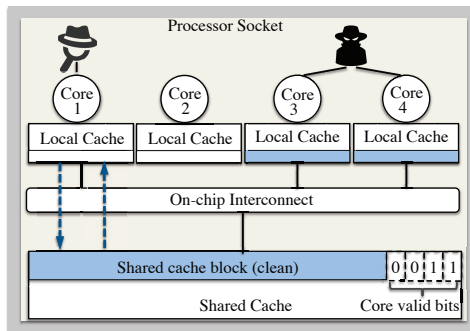 Processor Socket
Core 1
Core 2
Core 3
Core 4
Local Cache
Local Cache
Local Cache
Local Cache
On-chip Interconnect
Shared cache block (clean)
0 0 1 1
Shared Cache
Core valid bits